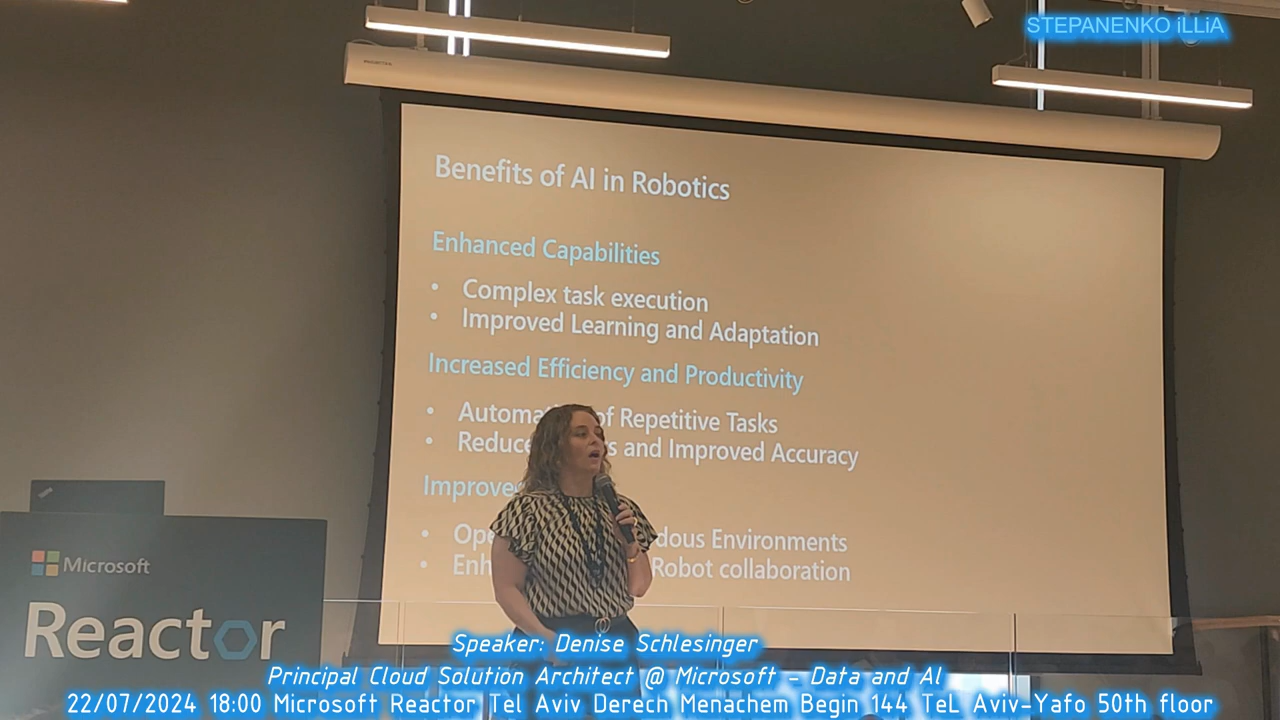 STEPANENKO iLLiA
Benefits of AI in Robotics
Enhanced Capabilities
• Complex task execution
• Improved Learning and Adaptation
Increased Efficiency and Productivity
• of Repetitive Tasks
• and Improved Accuracy
• Environments
• Robot collaboration
Microsoft
Reactor
Speaker: Denise Schlesinger
Principal Cloud Solution Architect @ Microsoft - Data and AI
22/07/2024 18:00 Microsoft Reactor Tel Aviv Derech Menachem Begin 144 TeL Aviv-Yafo 50th floor